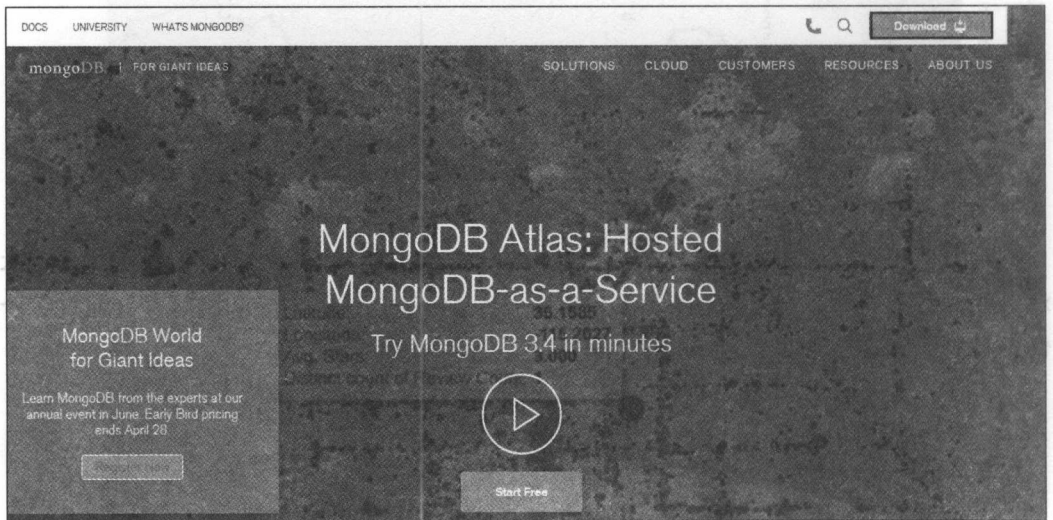 DOCS UNIVERSITY WHAT'S MONGODB? Download
mongoDB | FOR GIANT IDEAS SOLUTIONS CLOUD CUSTOMERS RESOURCES ABOUT US
MongoDB Atlas: Hosted
MongoDB-as-a-Service
Try MongoDB 3.4 in minutes
MongoDB World
for Giant Ideas
Learn MongoDB from the experts at our
annual event in June. Early Bird pricing
ends April 28
Register Now
Start Free